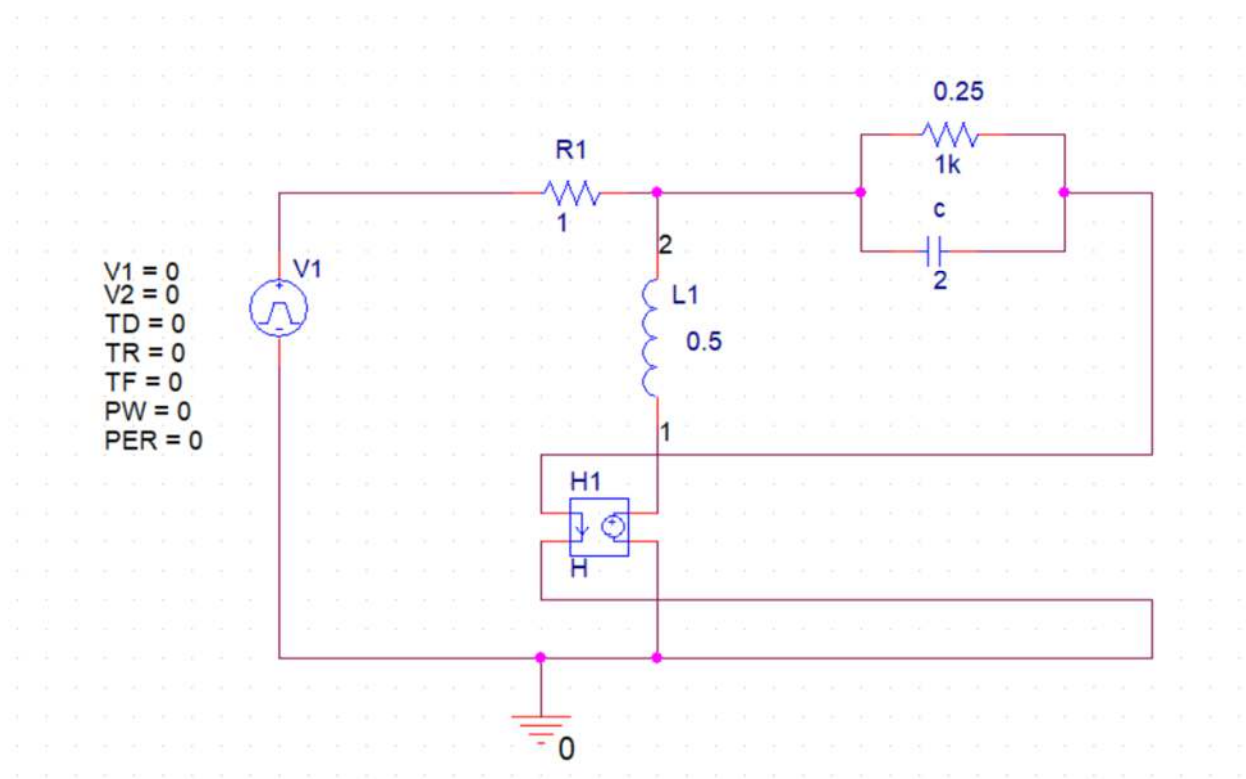 0.25
1k
R1
1
c
2
2
V1
V1 = 0
V2 = 0
TD = 0
TR = 0
TF = 0
PW = 0
PER = 0
L1
0.5
1
H1
H
0